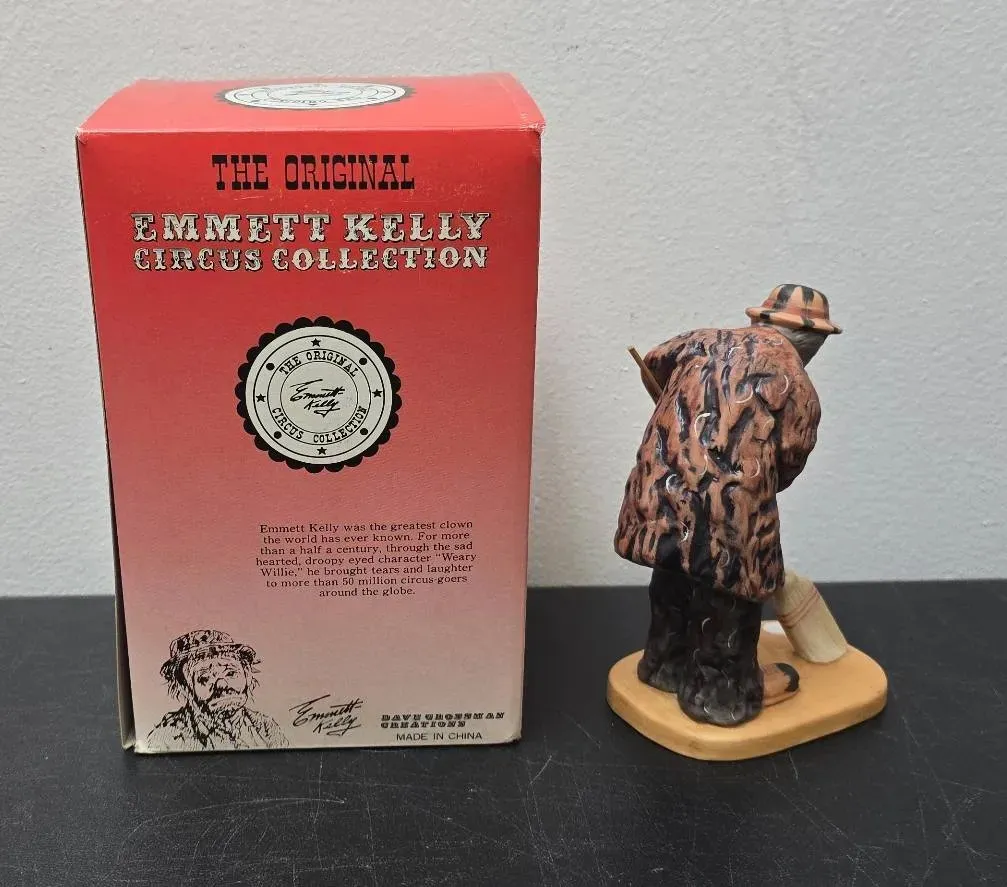 THE ORIGINAL
EMMETT KELLY
CIRCUS COLLECTION
THE ORIGINAL
Emmett
Kelly
CIRCUS COLLECTION
Emmett Kelly was the greatest clown
the world has ever known. For more
than a half a century, through the sad
hearted, droopy eyed character "Weary
Willie," he brought tears and laughter
to more than 50 million circus-goers
around the globe.
Emmett
Kelly
DAVE GROSSMAN
CREATIONS
MADE IN CHINA